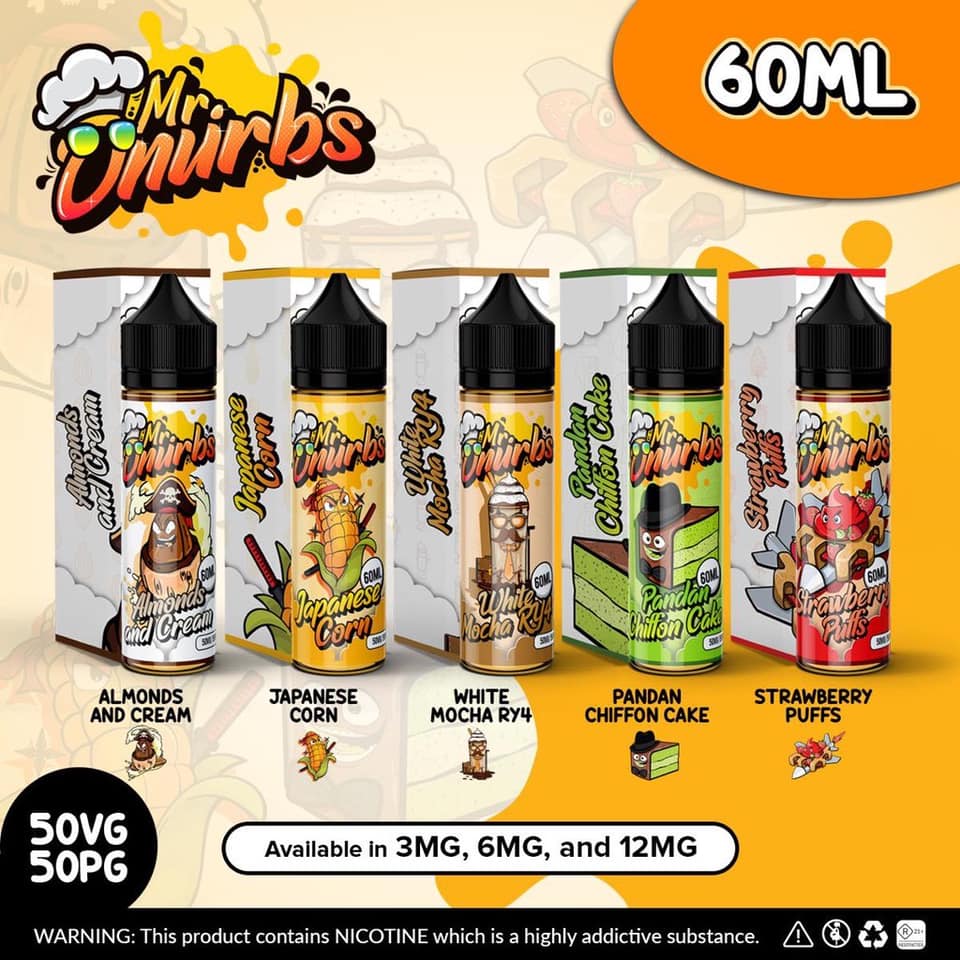 Mr.
Onurbs
60ML
Almonds
and Cream
Japanese
Corn
White
Mocha RY4
Pandan
Chiffon Cake
Strawberry
Puffs
Mr.
Onurbs
60ML
Almonds
and Cream
Mr.
Onurbs
60ML
Japanese
Corn
Mr.
Onurbs
60ML
White
Mocha RY4
Mr.
Onurbs
60ML
Pandan
Chiffon Cake
Mr.
Onurbs
60ML
Strawberry
Puffs
ALMONDS
AND CREAM
JAPANESE
CORN
WHITE
MOCHA RY4
PANDAN
CHIFFON CAKE
STRAWBERRY
PUFFS
50VG
50PG
Available in 3MG, 6MG, and 12MG
WARNING: This product contains NICOTINE which is a highly addictive substance.